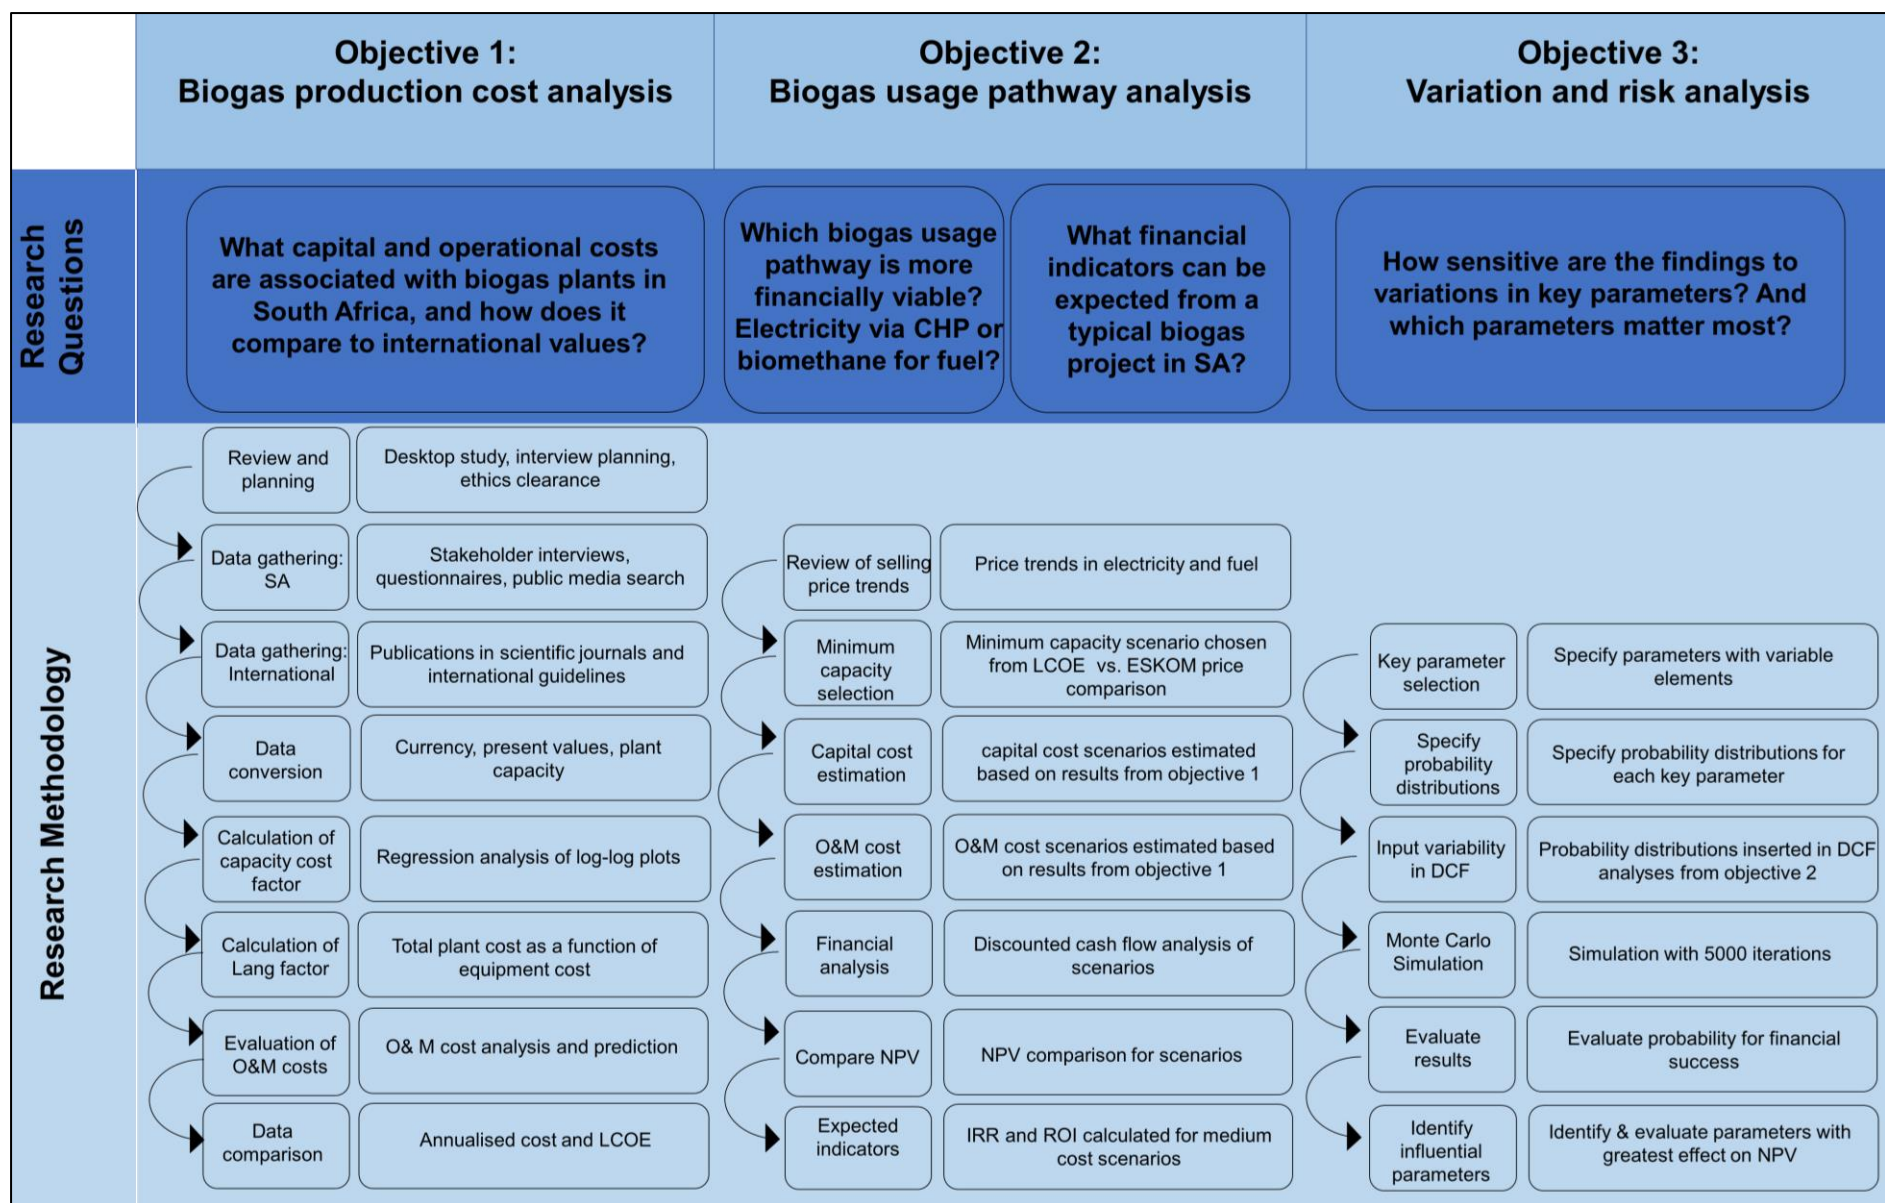 Objective 1:
Biogas production cost analysis
Objective 2:
Biogas usage pathway analysis
Objective 3:
Variation and risk analysis
Research
Questions
What capital and operational costs
are associated with biogas plants in
South Africa, and how does it
compare to international values?
Which biogas usage
pathway is more
financially viable?
Electricity via CHP or
biomethane for fuel?
What financial
indicators can be
expected from a
typical biogas
project in SA?
How sensitive are the findings to
variations in key parameters? And
which parameters matter most?
Research Methodology
Review and
planning
Desktop study, interview planning,
ethics clearance
Data gathering:
SA
Stakeholder interviews,
questionnaires, public media search
Data gathering:
International
Publications in scientific journals and
international guidelines
Data
conversion
Currency, present values, plant
capacity
Calculation of
capacity cost
factor
Regression analysis of log-log plots
Calculation of
Lang factor
Total plant cost as a function of
equipment cost
Evaluation of
O&M costs
O& M cost analysis and prediction
Data
comparison
Annualised cost and LCOE
Review of selling
price trends
Price trends in electricity and fuel
Minimum
capacity
selection
Minimum capacity scenario chosen
from LCOE vs. ESKOM price
comparison
Capital cost
estimation
capital cost scenarios estimated
based on results from objective 1
O&M cost
estimation
O&M cost scenarios estimated based
on results from objective 1
Financial
analysis
Discounted cash flow analysis of
scenarios
Compare NPV
NPV comparison for scenarios
Expected
indicators
IRR and ROI calculated for medium
cost scenarios
Key parameter
selection
Specify parameters with variable
elements
Specify
probability
distributions
Specify probability distributions for
each key parameter
Input variability
in DCF
Probability distributions inserted in DCF
analyses from objective 2
Monte Carlo
Simulation
Simulation with 5000 iterations
Evaluate
results
Evaluate probability for financial
success
Identify
influential
parameters
Identify & evaluate parameters with
greatest effect on NPV